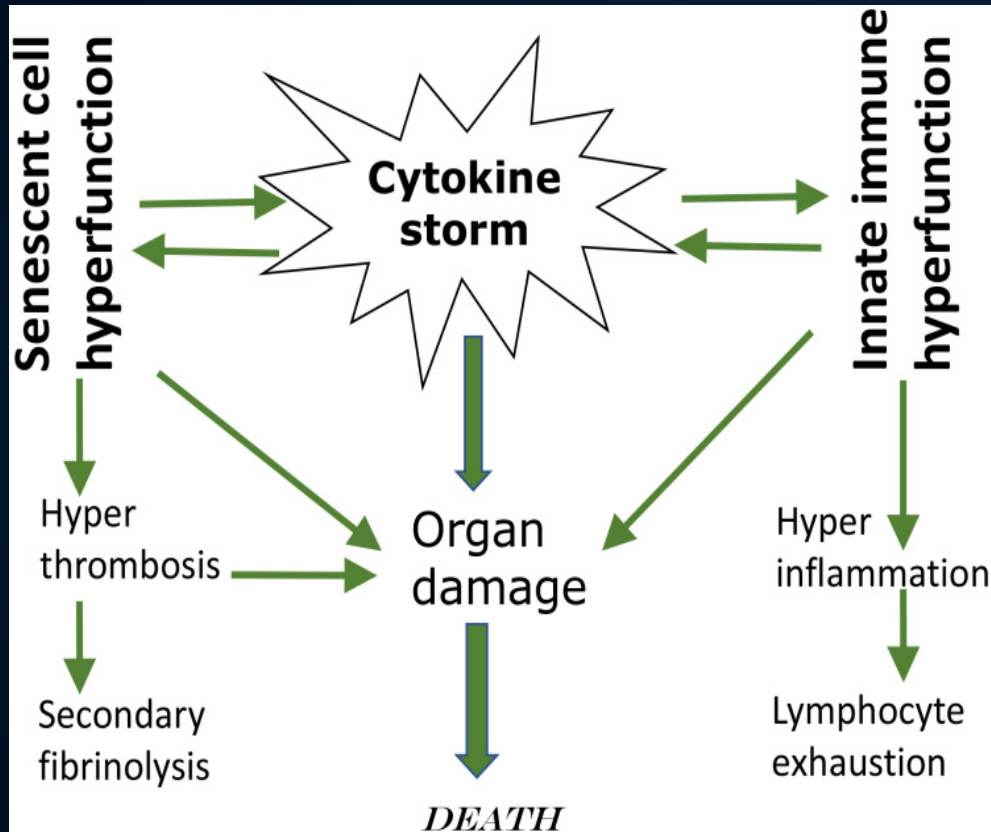 Senescent cell
hyperfunction
Cytokine
storm
Innate immune
hyperfunction
Hyper
thrombosis
Organ
damage
Hyper
inflammation
Secondary
fibrinolysis
Lymphocyte
exhaustion
DEATH